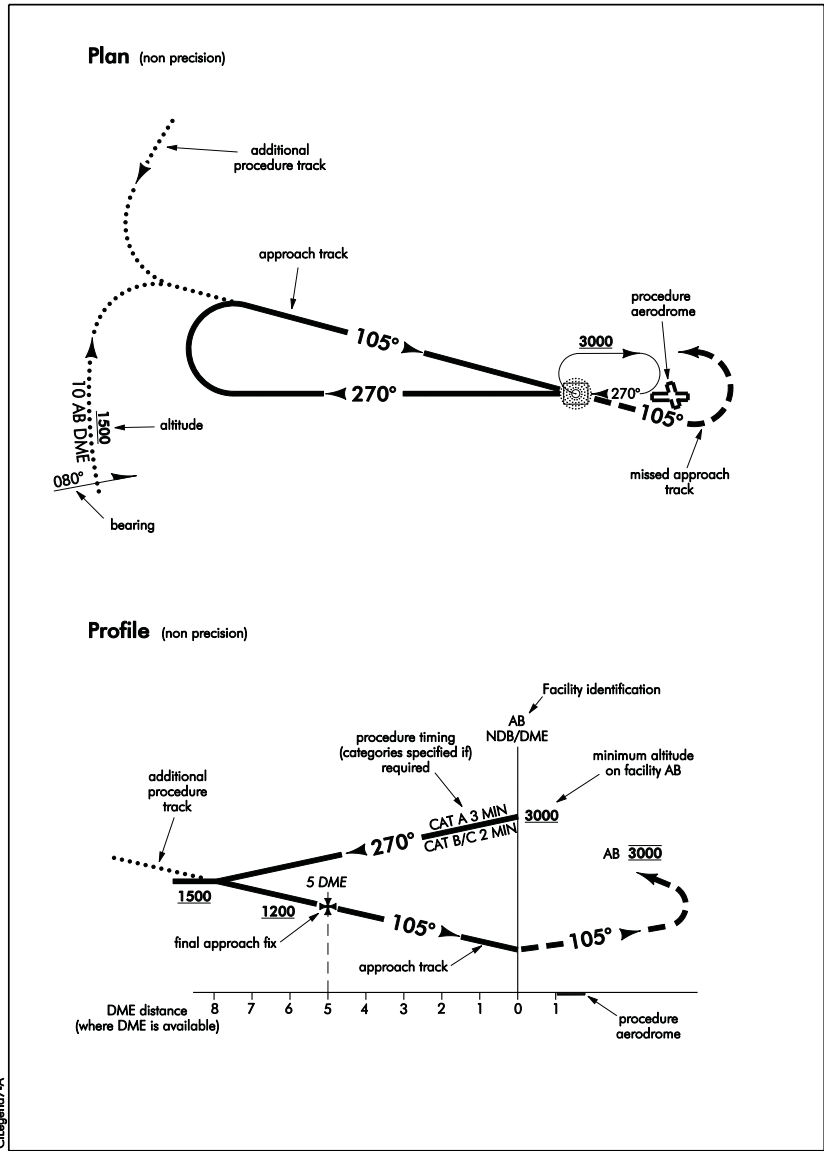 Plan (non precision)
additional
procedure track
approach track
procedure
aerodrome
105°
3000
270°
270°
105°
10 AB DME
1500
altitude
080°
missed approach
track
bearing
Profile (non precision)
Facility identification
AB
NDB/DME
procedure timing
(categories specified if)
required
minimum altitude
on facility AB
additional
procedure
track
CAT A 3 MIN
3000
270°
CAT B/C 2 MIN
AB 3000
5 DME
1500
1200
105°
105°
final approach fix
approach track
DME distance
(where DME is available)
8 7 6 5 4 3 2 1 0 1
procedure
aerodrome